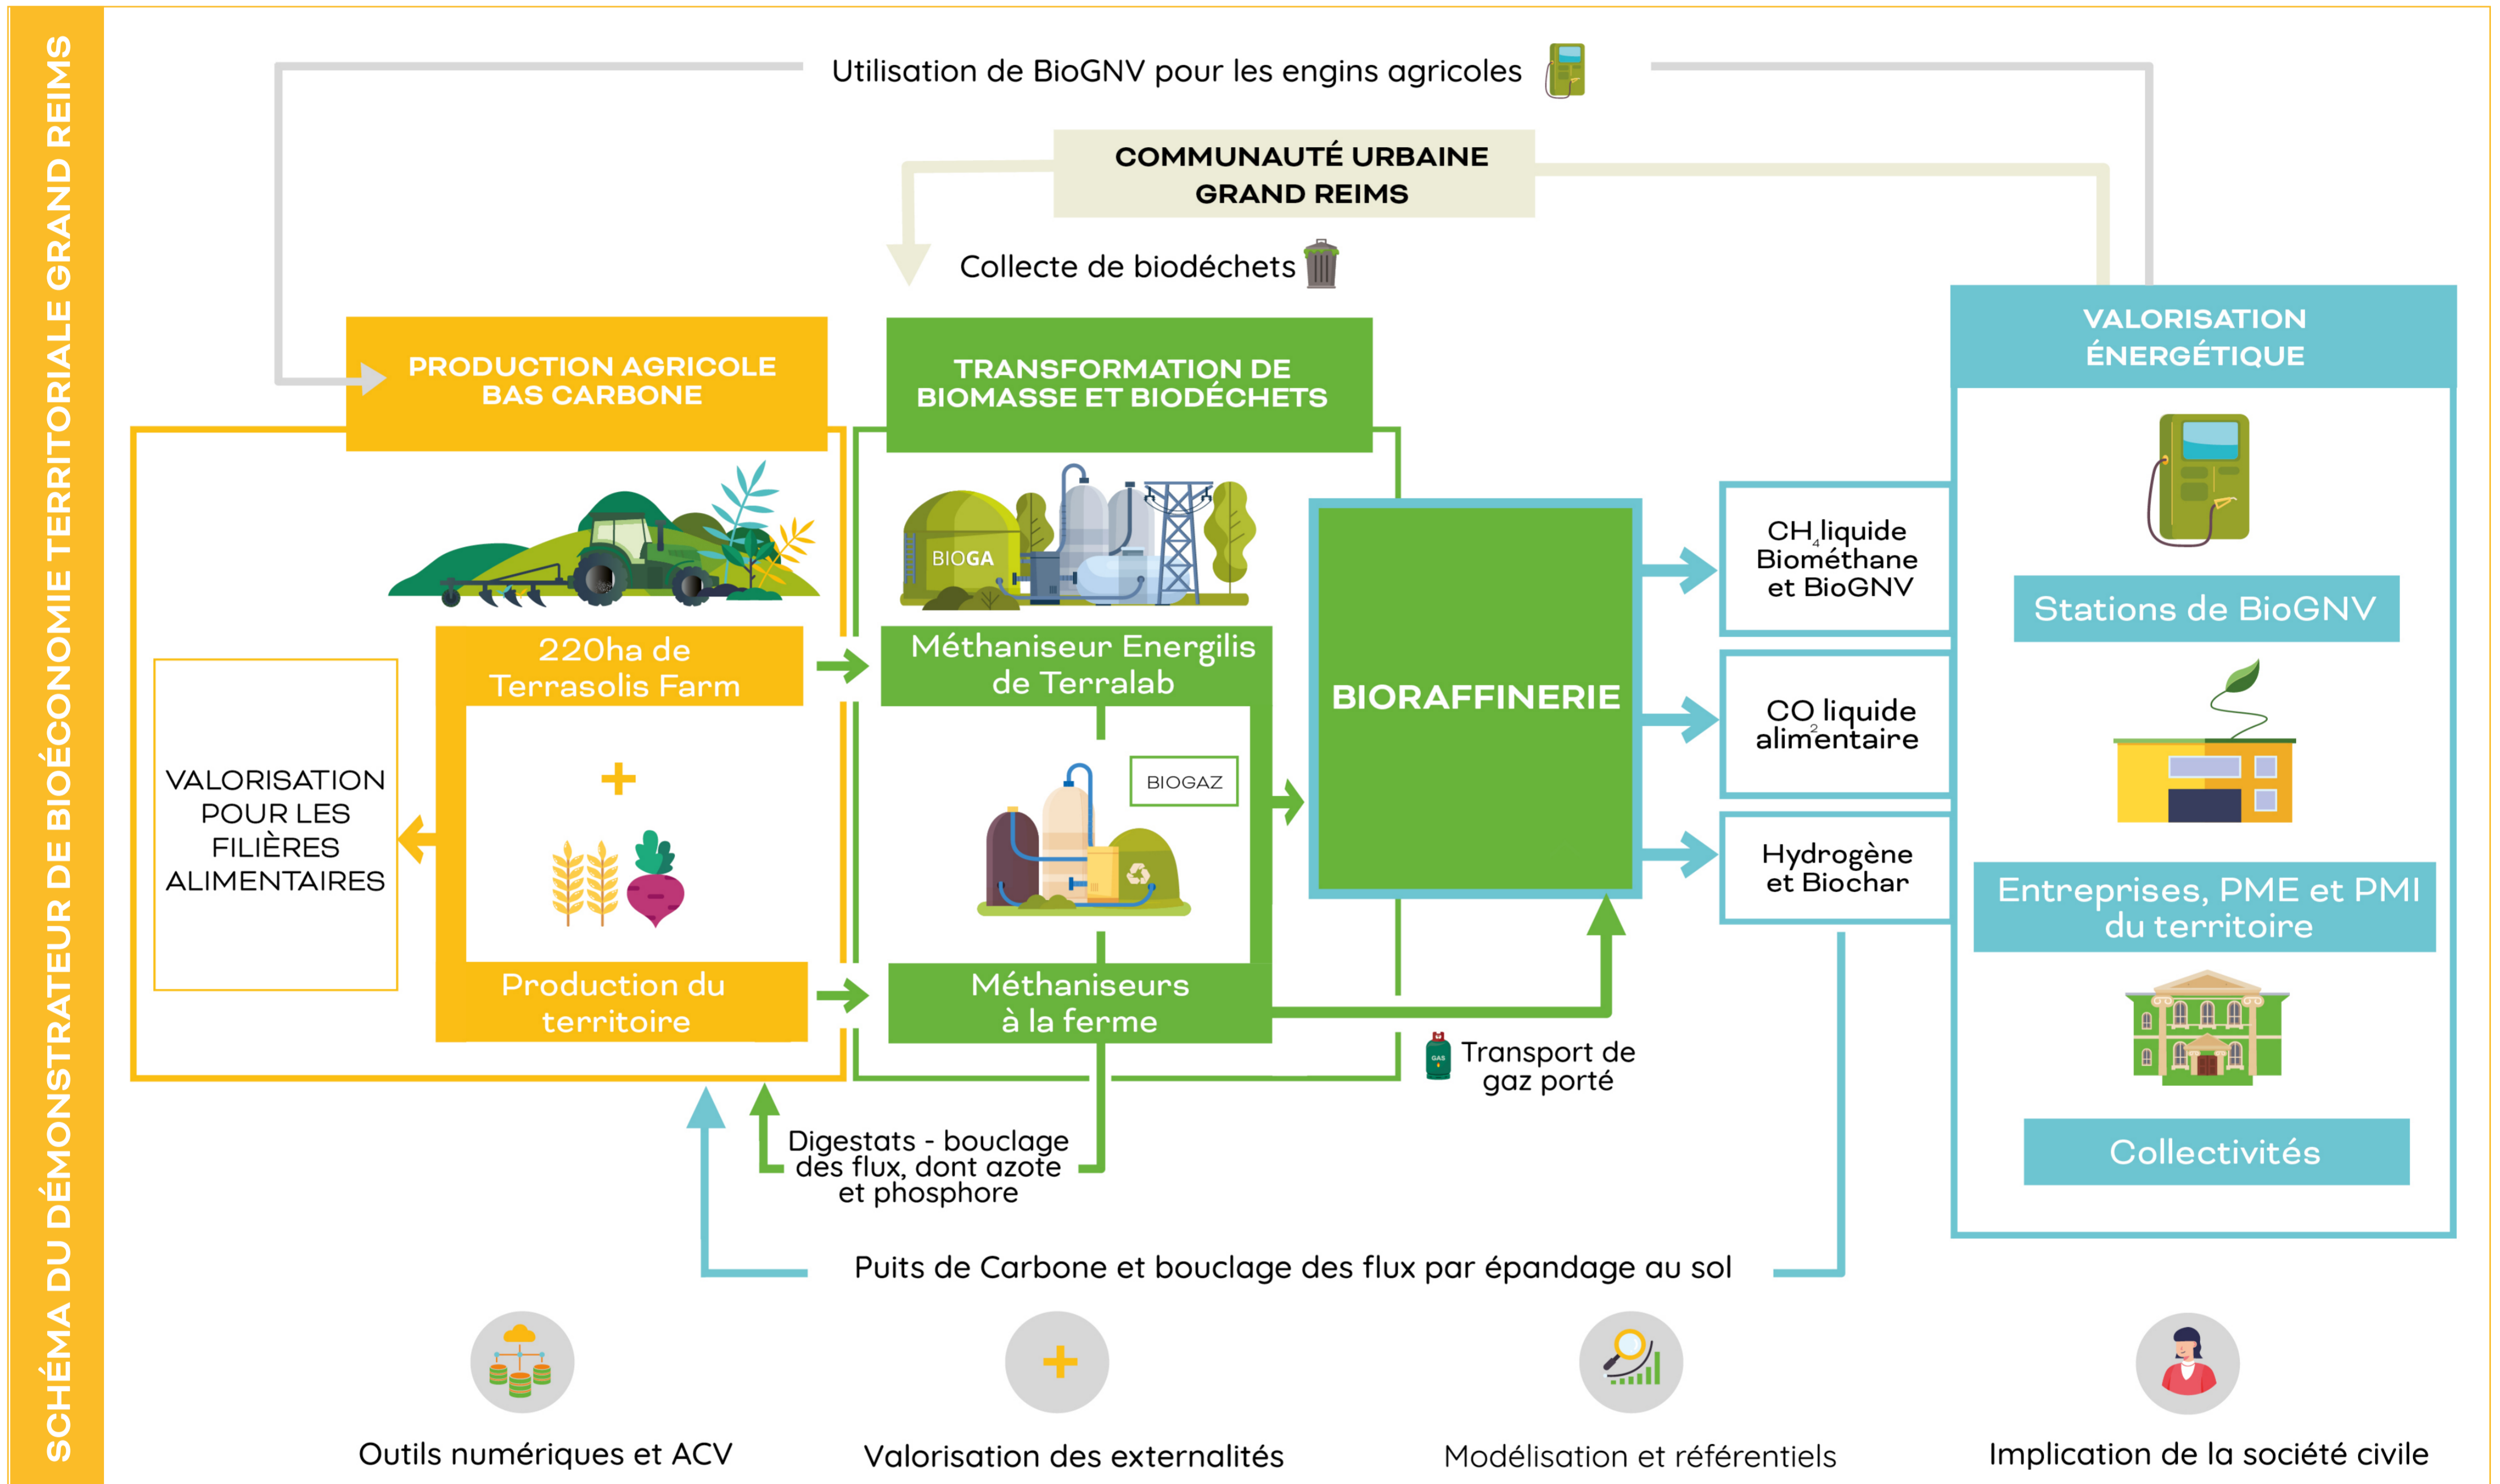 SCHÉMA DU DÉMONSTRATEUR DE BIOÉCONOMIE TERRITORIALE GRAND REIMS
Utilisation de BioGNV pour les engins agricoles
COMMUNAUTÉ URBAINE
GRAND REIMS
Collecte de biodéchets
PRODUCTION AGRICOLE
BAS CARBONE
TRANSFORMATION DE
BIOMASSE ET BIODÉCHETS
VALORISATION
ÉNERGÉTIQUE
BIOGA
220ha de
Terrasolis Farm
Production du
territoire
VALORISATION
POUR LES
FILIÈRES
ALIMENTAIRES
Méthaniseur Energilis
de Terralab
BIOGAZ
Méthaniseurs
à la ferme
BIORAFFINERIE
CH₄liquide
Biométhane
et BioGNV
CO₂liquide
alimentaire
Hydrogène
et Biochar
Stations de BioGNV
Entreprises, PME et PMI
du territoire
Collectivités
GAS
Transport de
gaz porté
Digestats - bouclage
des flux, dont azote
et phosphore
Puits de Carbone et bouclage des flux par épandage au sol
Outils numériques et ACV
Valorisation des externalités
Modélisation et référentiels
Implication de la société civile